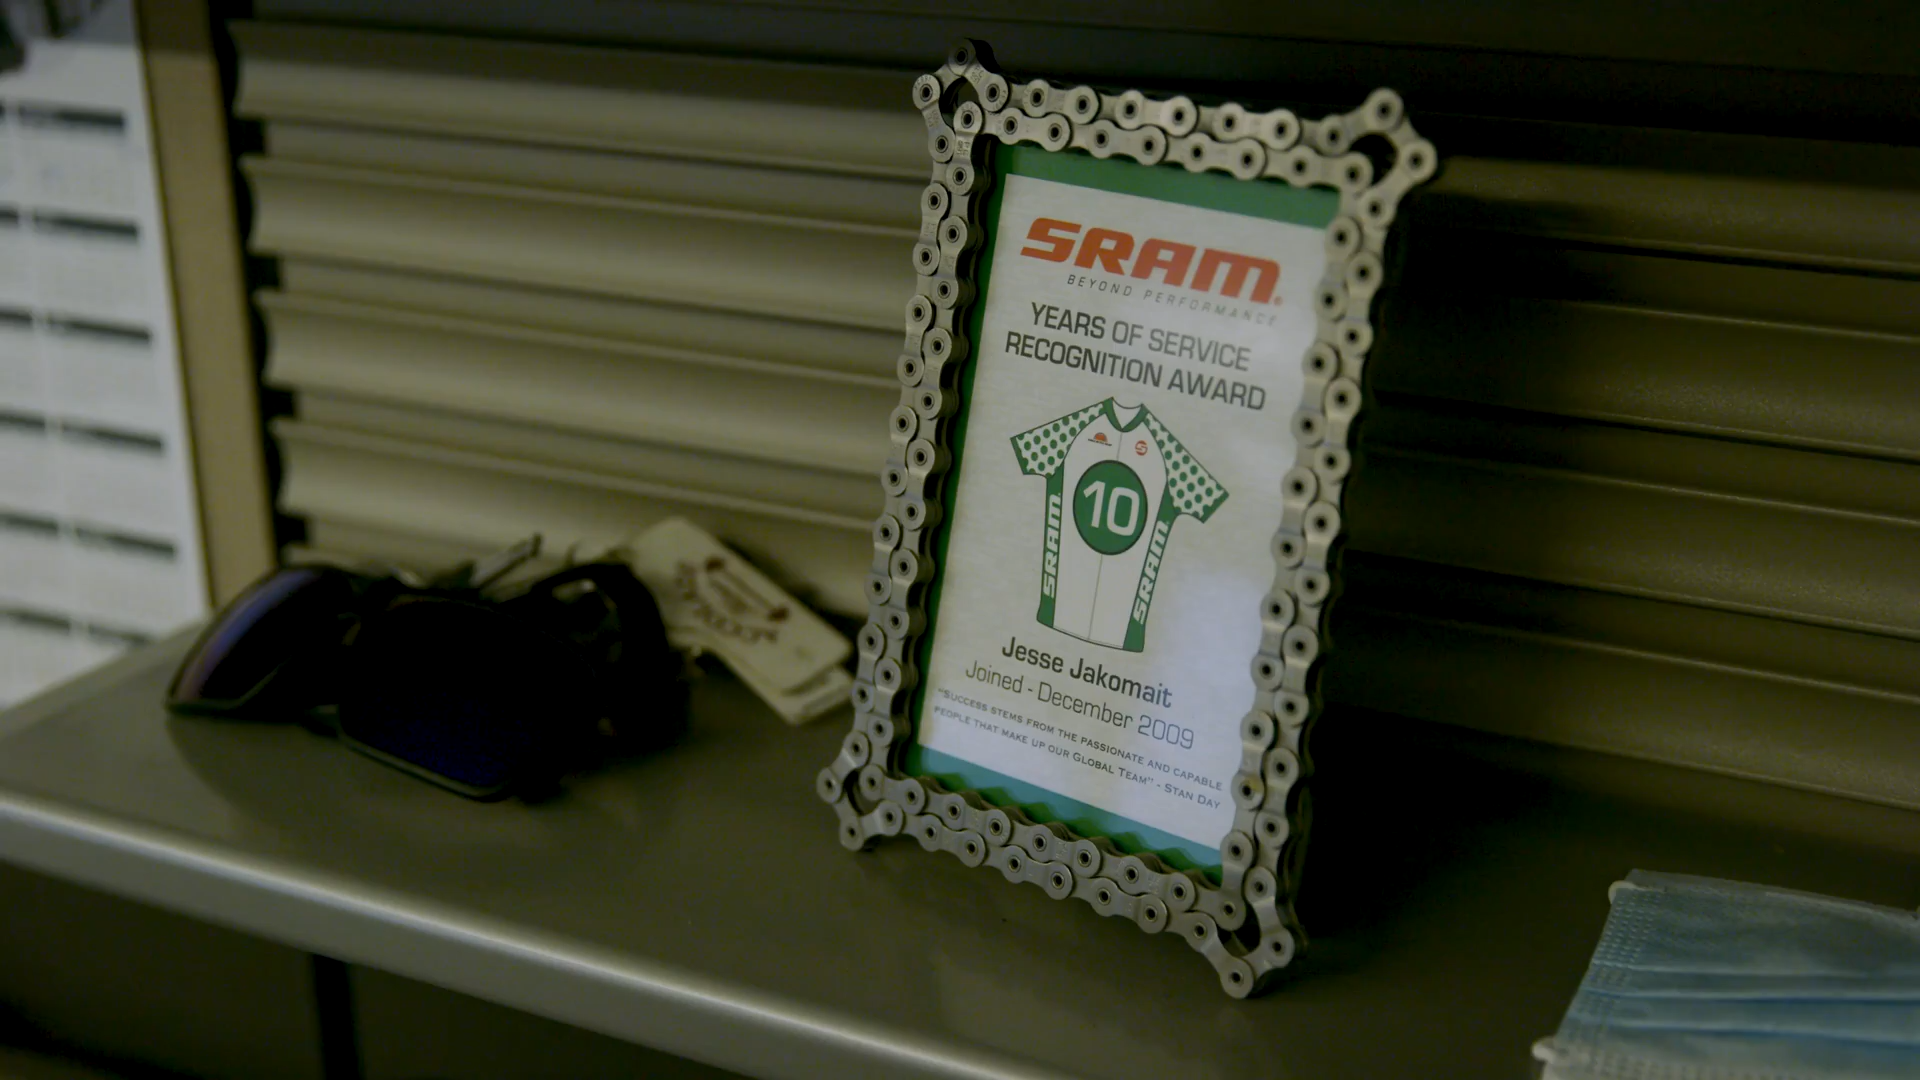 SRAM
BEYOND PERFORMANCE
YEARS OF SERVICE
RECOGNITION AWARD
10
SRAM
SRAM
Jesse Jakomait
Joined - December 2009
"SUCCESS STEMS FROM THE PASSIONATE AND CAPABLE
PEOPLE THAT MAKE UP OUR GLOBAL TEAM" - STAN DAY